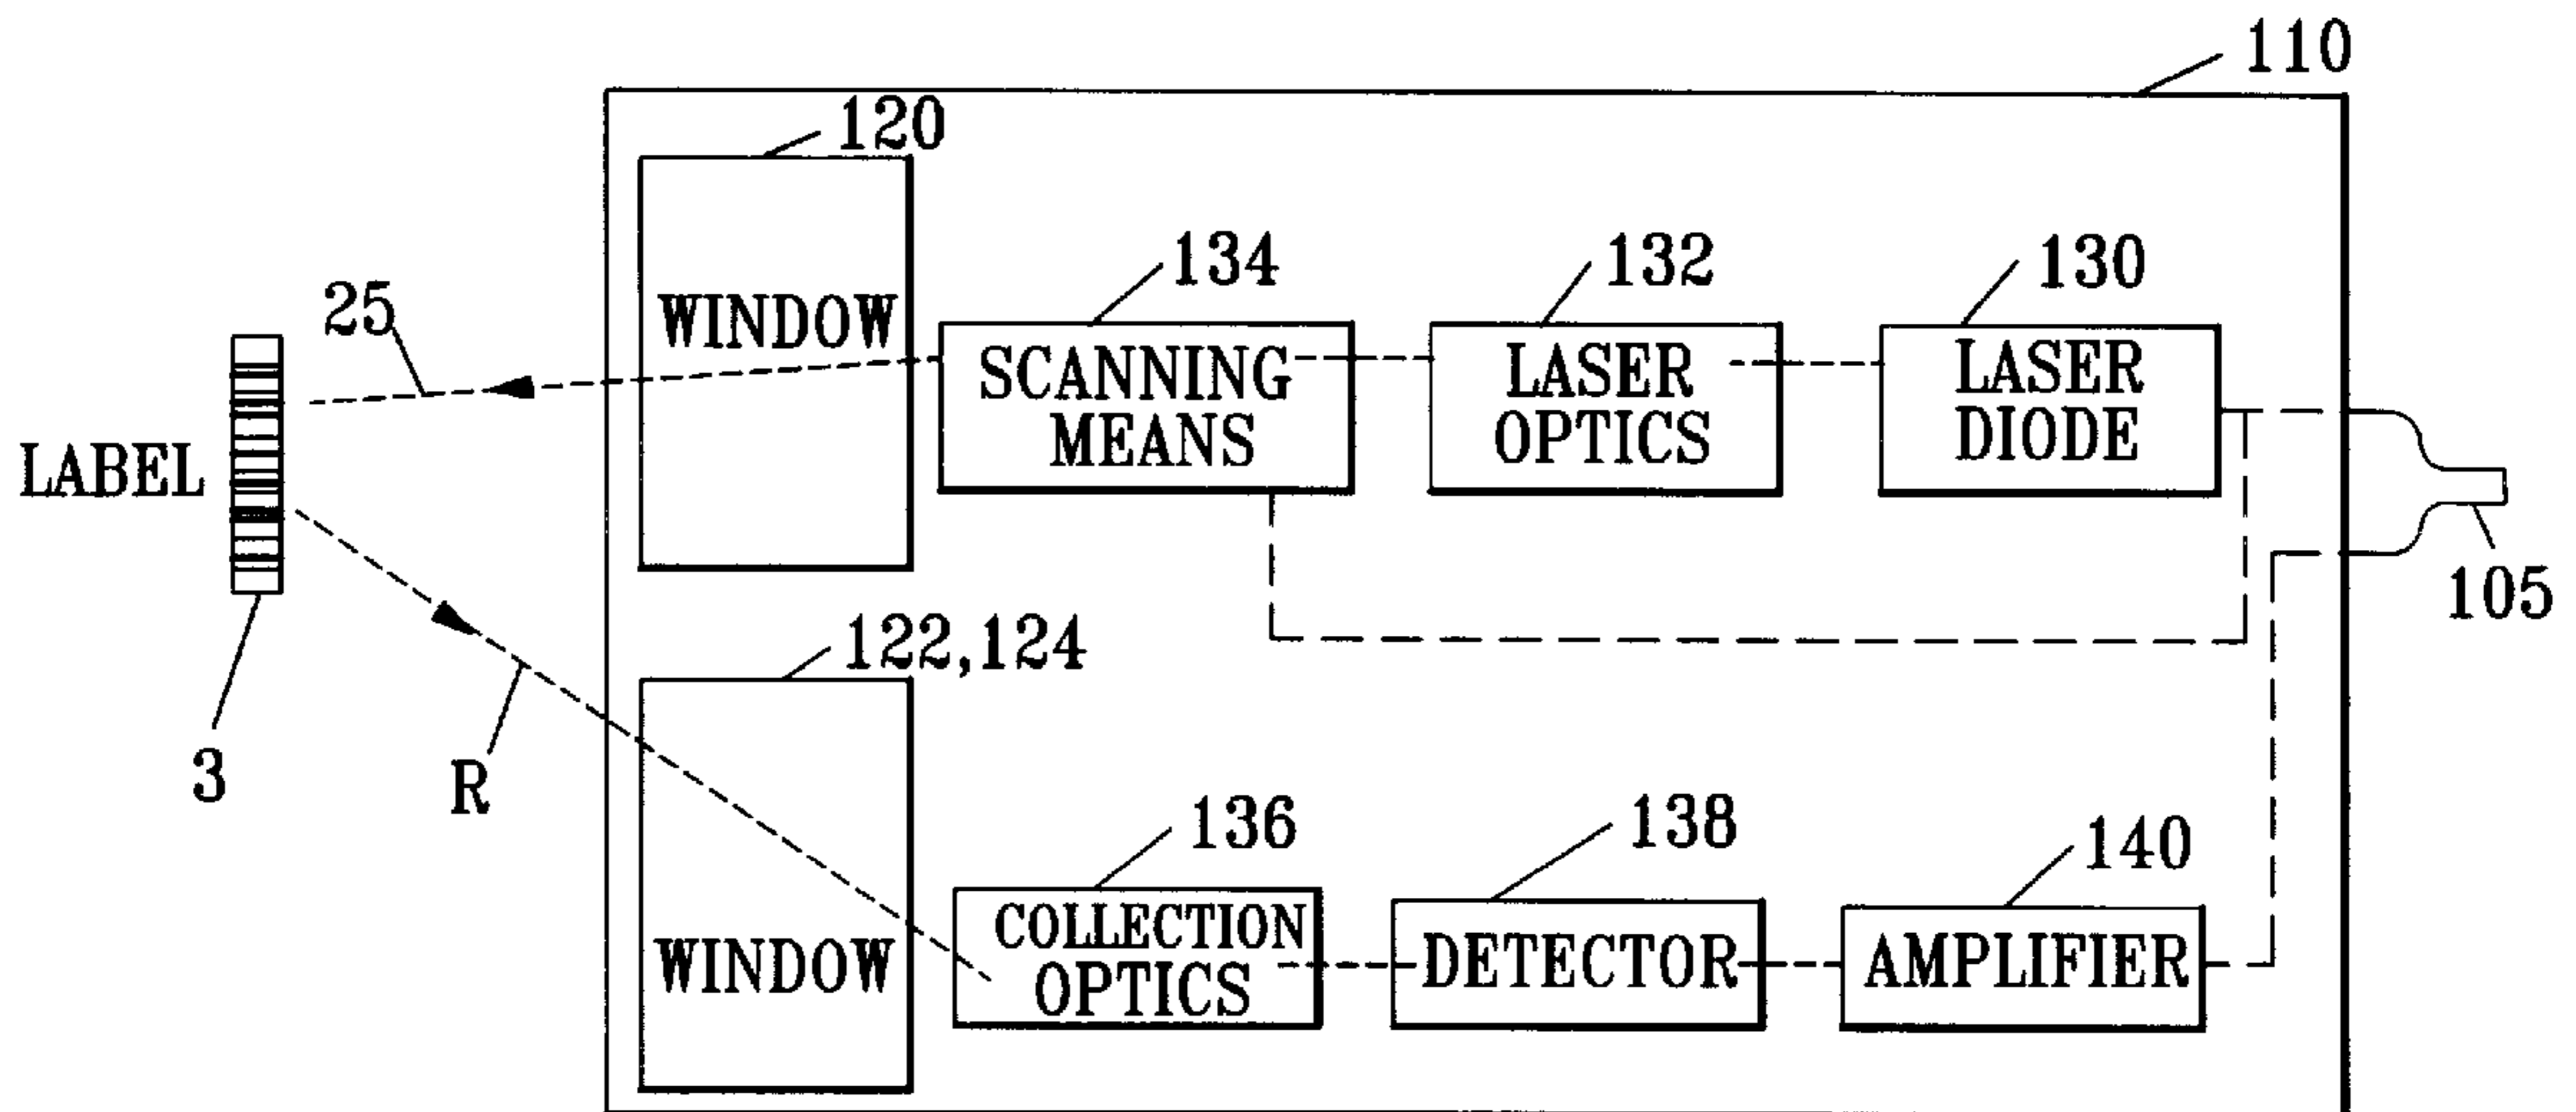 110
120
WINDOW
134
SCANNING
MEANS
132
LASER
OPTICS
130
LASER
DIODE
25
LABEL
3
R
105
122,124
WINDOW
136
COLLECTION
OPTICS
138
DETECTOR
140
AMPLIFIER